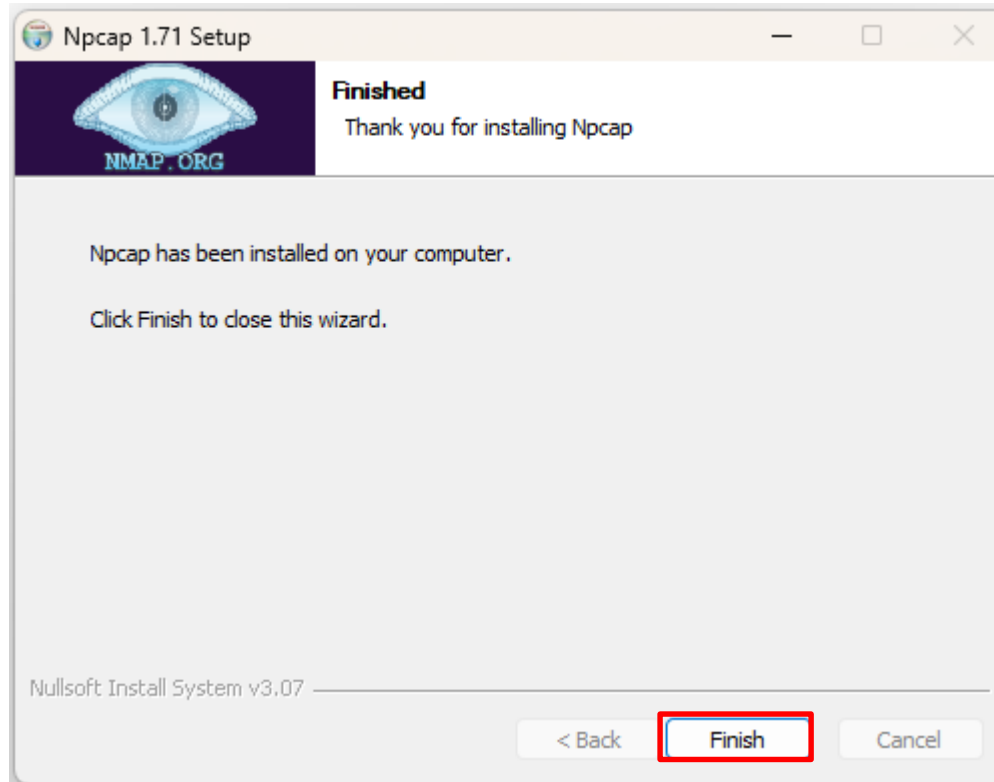 Npcap 1.71 Setup
NMAP.ORG
Finished
Thank you for installing Npcap
Npcap has been installed on your computer.
Click Finish to close this wizard.
Nullsoft Install System v3.07
< Back
Finish
Cancel